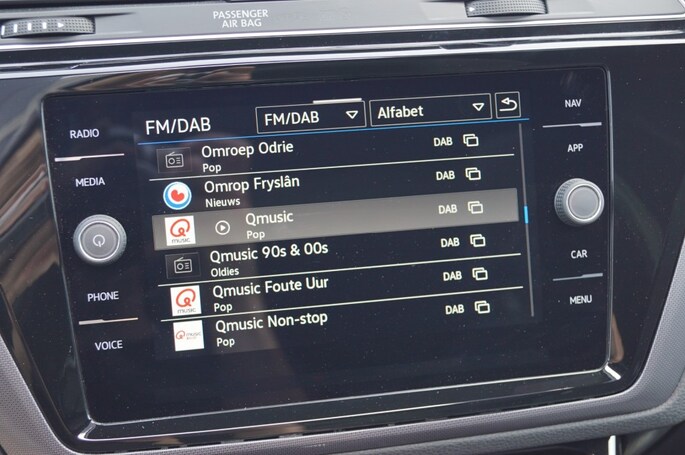 PASSENGER
AIR BAG
RADIO
MEDIA
PHONE
VOICE
FM/DAB
FM/DAB
Alfabet
Omroep Odrie
Pop
DAB
Omrop Fryslân
Nieuws
DAB
Q
music
Qmusic
Pop
DAB
Qmusic 90s & 00s
Oldies
DAB
Q
music
Qmusic Foute Uur
Pop
DAB
Qmusic Non-stop
Pop
NAV
APP
CAR
MENU